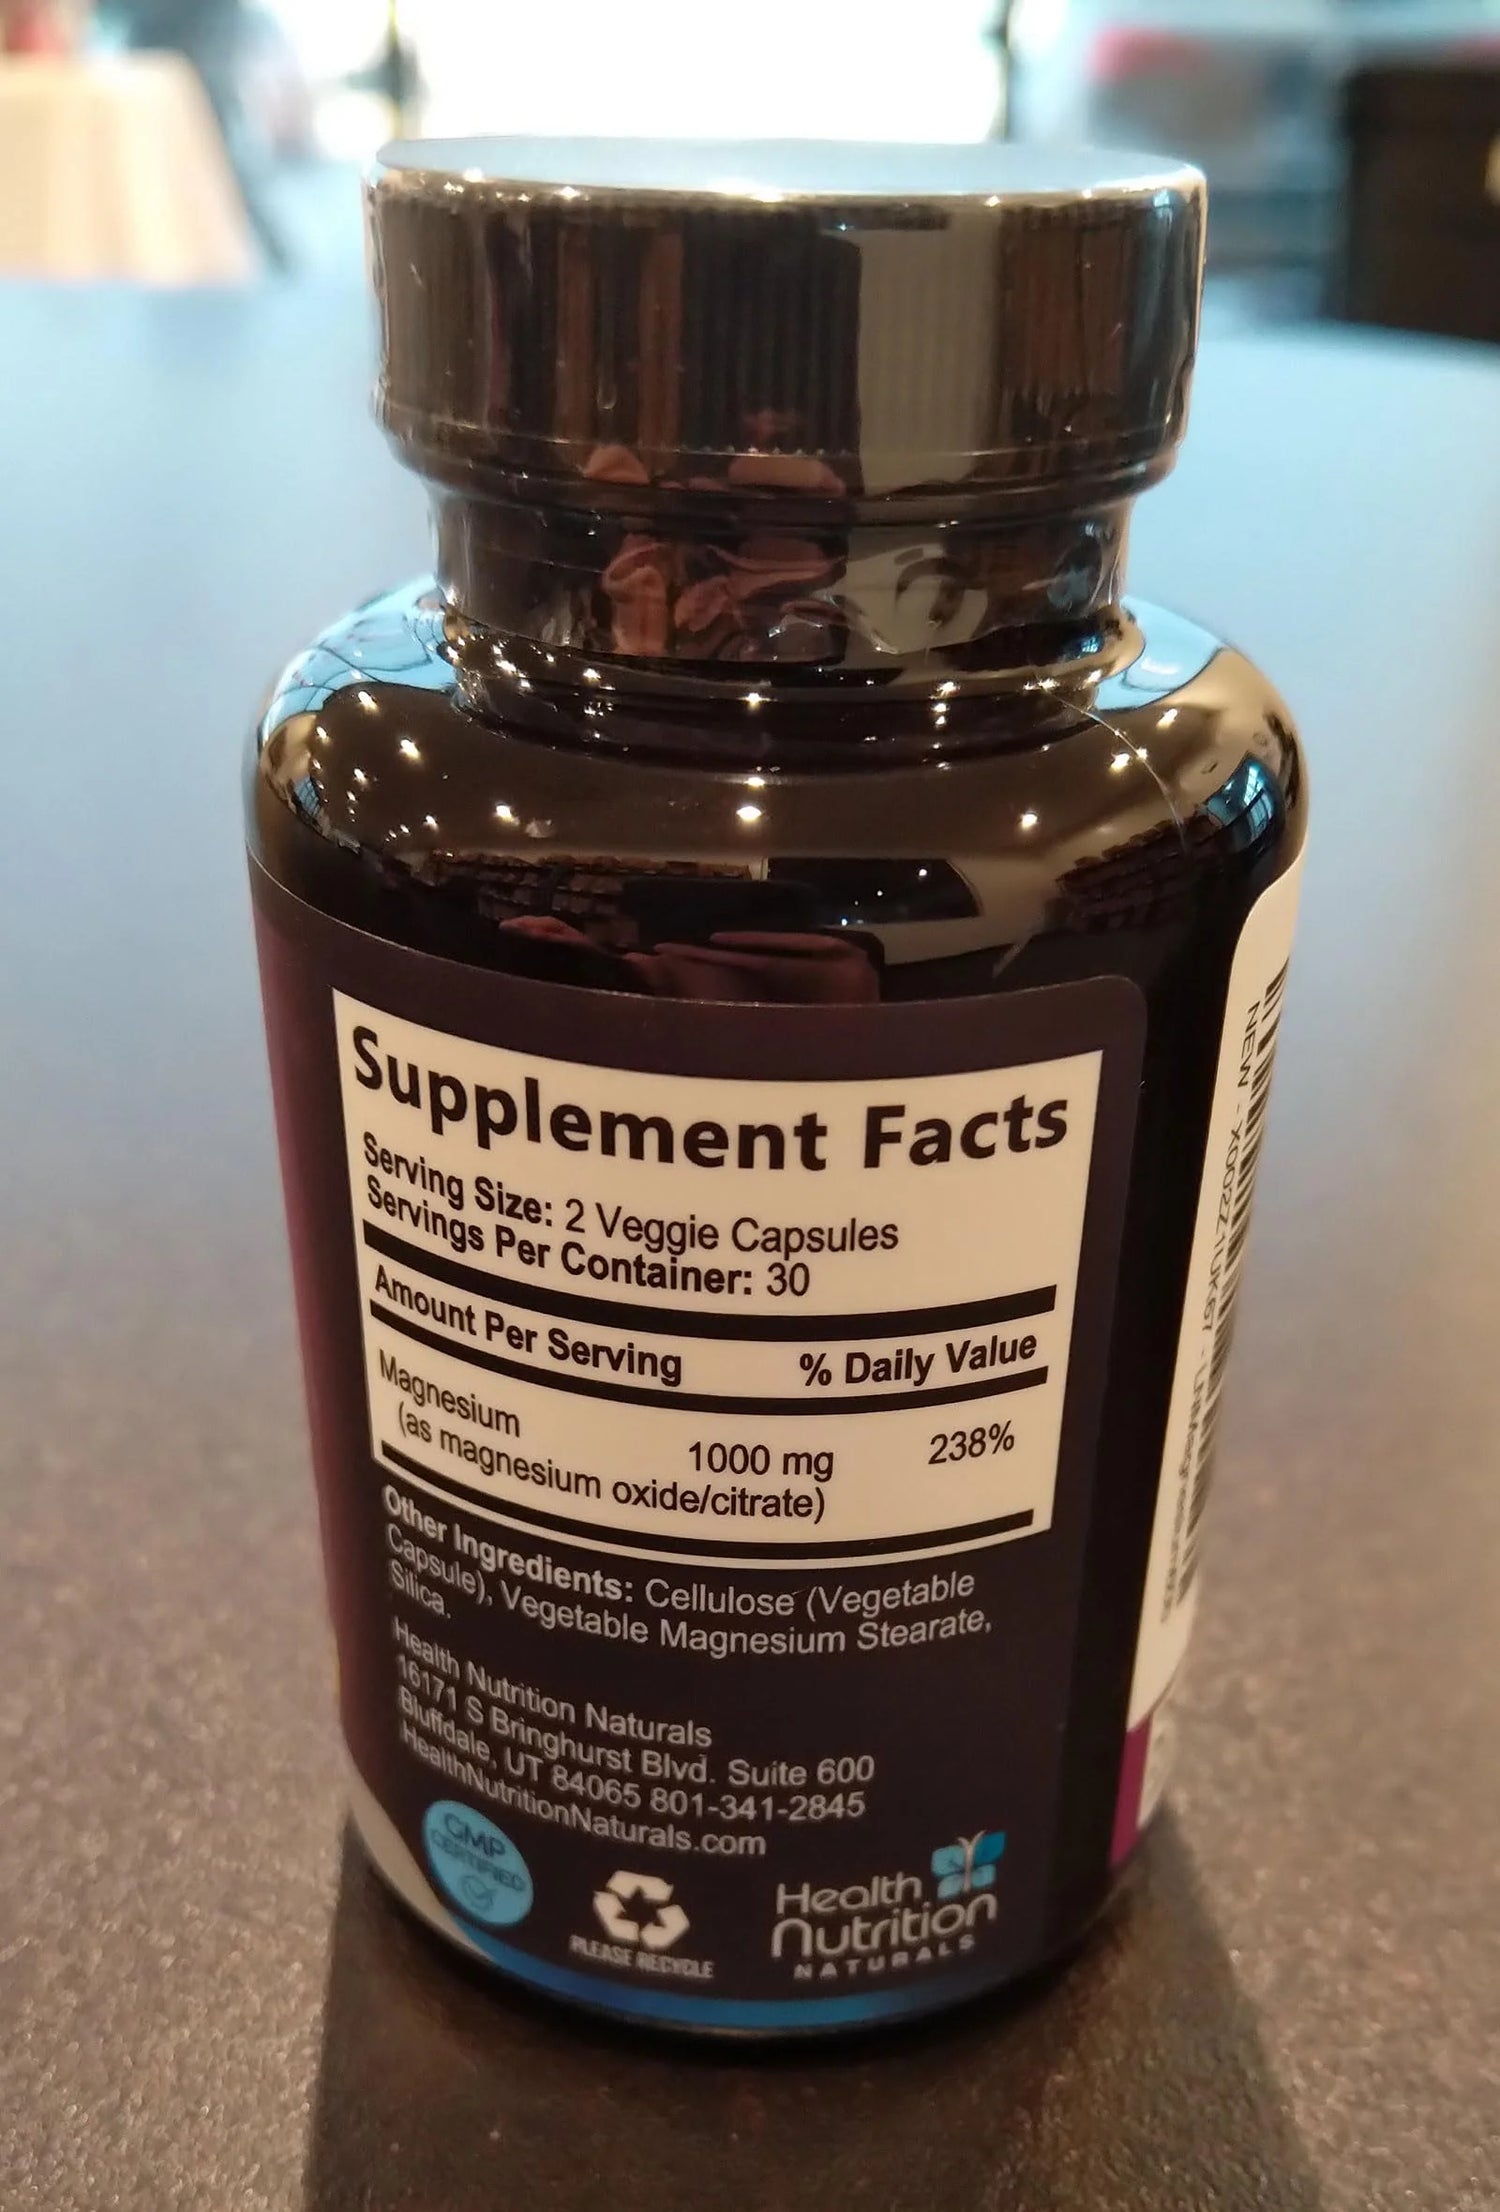 Supplement Facts
Serving Size: 2 Veggie Capsules
Servings Per Container: 30
Amount Per Serving % Daily Value
Magnesium 1000 mg 238%
(as magnesium oxide/citrate)
Other Ingredients: Cellulose (Vegetable
Capsule), Vegetable Magnesium Stearate,
Silica.
Health Nutrition Naturals
16171 S Bringhurst Blvd. Suite 600
Bluffdale, UT 84065 801-341-2845
HealthNutritionNaturals.com
GMP
CERTIFIED
PLEASE RECYCLE
Health
Nutrition
NATURALS
NEW